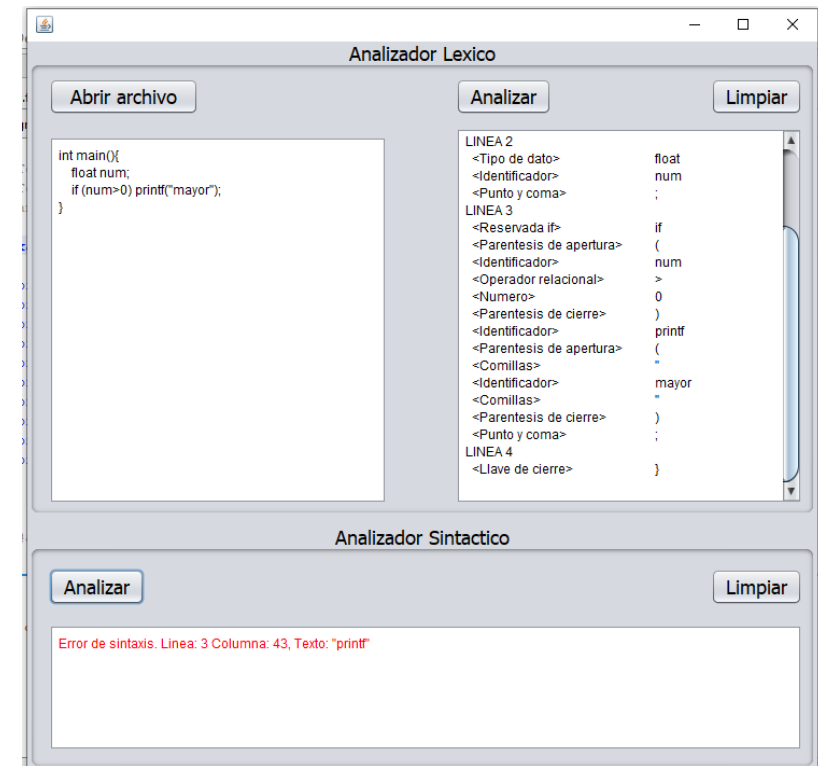 Analizador Lexico
Abrir archivo
Analizar
Limpiar
int main(){
float num;
if (num>0) printf("mayor");
}
LINEA 2
<Tipo de dato> float
<Identificador> num
<Punto y coma> ;
LINEA 3
<Reservada if> if
<Parentesis de apertura> (
<Identificador> num
<Operador relacional> >
<Numero> 0
<Parentesis de cierre> )
<Identificador> printf
<Parentesis de apertura> (
<Comillas> "
<Identificador> mayor
<Comillas> "
<Parentesis de cierre> )
<Punto y coma> ;
LINEA 4
<Llave de cierre> }
Analizador Sintactico
Analizar
Limpiar
Error de sintaxis. Linea: 3 Columna: 43, Texto: "printf"